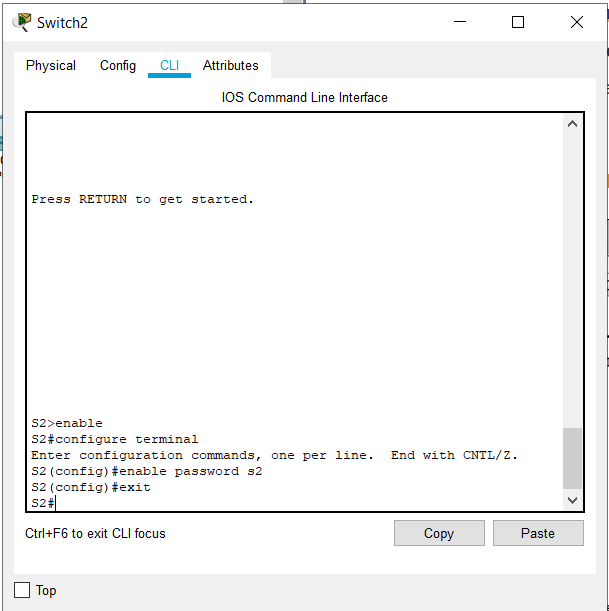 Switch2
Physical Config CLI Attributes
IOS Command Line Interface
Press RETURN to get started.
S2>enable
S2#configure terminal
Enter configuration commands, one per line.  End with CNTL/Z.
S2(config)#enable password s2
S2(config)#exit
S2#
Ctrl+F6 to exit CLI focus
Copy
Paste
Top